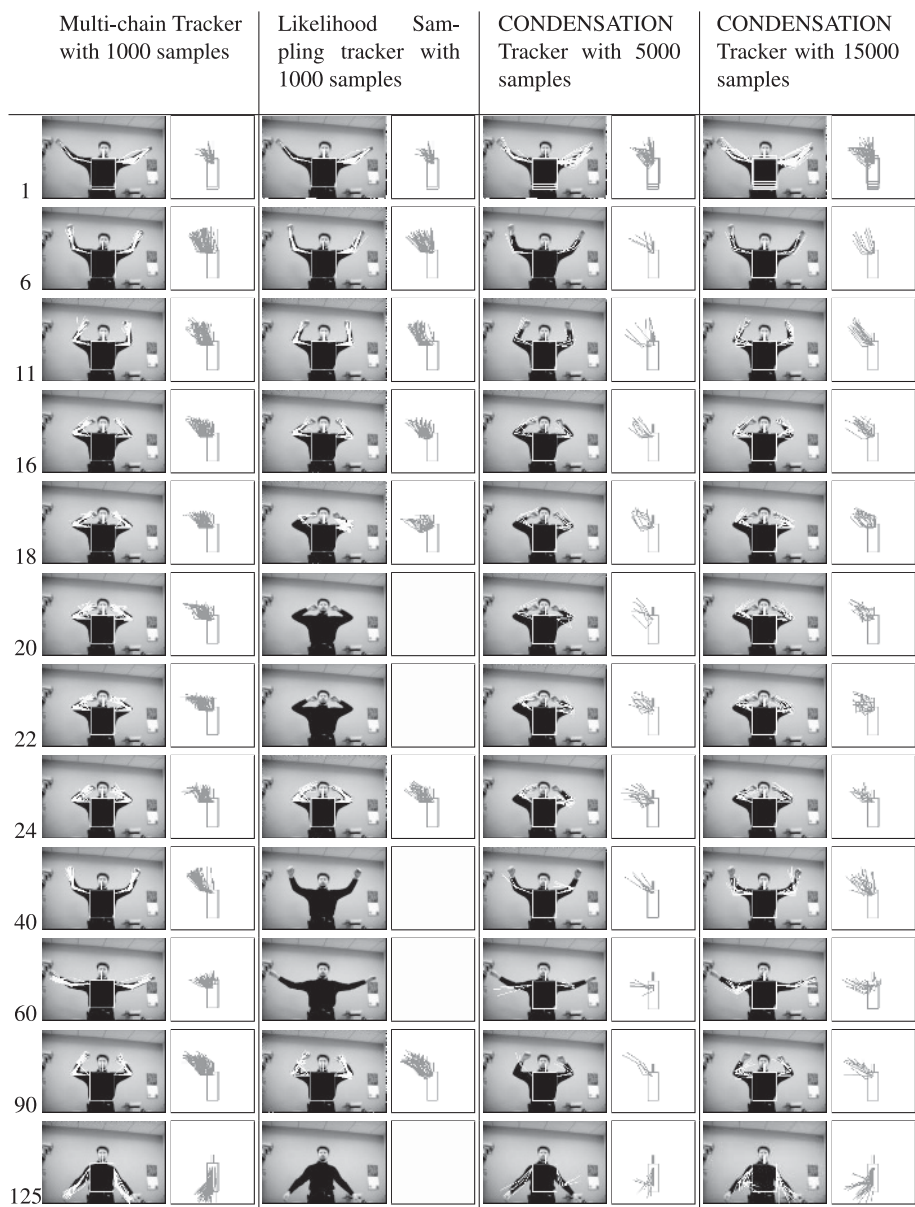 Multi-chain Tracker
with 1000 samples
Likelihood Sam-
pling tracker with
1000 samples
CONDENSATION
Tracker with 5000
samples
CONDENSATION
Tracker with 15000
samples
1
6
11
16
18
20
22
24
40
60
90
125